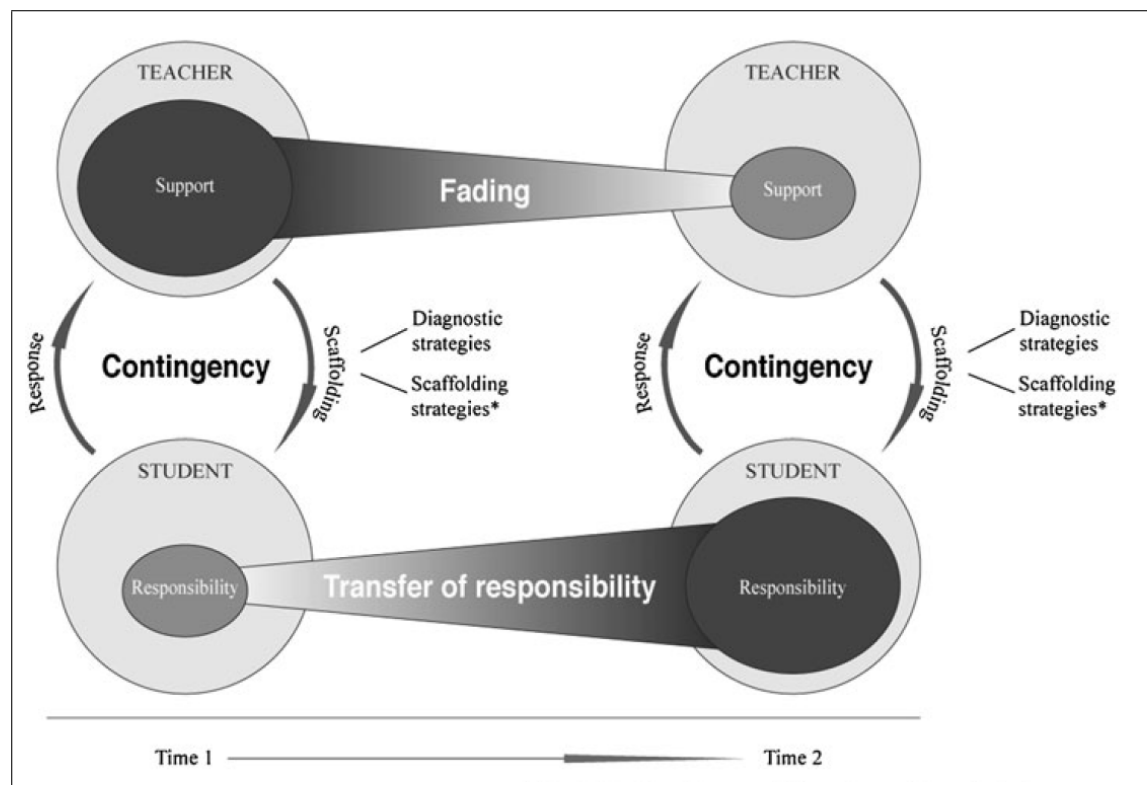 TEACHER
TEACHER
Support
Fading
Support
Response
Contingency
Scaffolding
Diagnostic
strategies
Scaffolding
strategies*
Response
Contingency
Scaffolding
Diagnostic
strategies
Scaffolding
strategies*
STUDENT
STUDENT
Responsibility
Transfer of responsibility
Responsibility
Time 1
Time 2